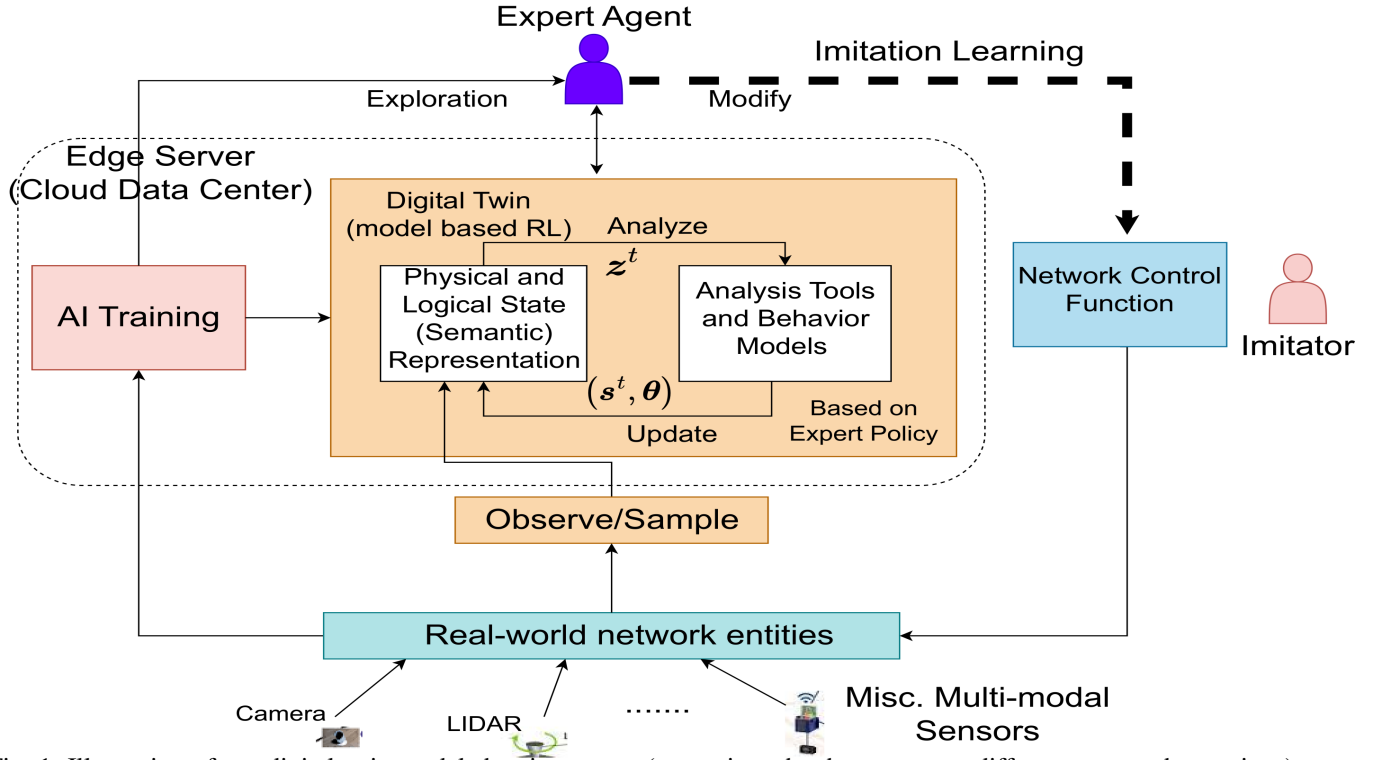 Expert Agent
Imitation Learning
Exploration
Modify
Edge Server
(Cloud Data Center)
Digital Twin
(model based RL)
Analyze
z^t
Physical and
Logical State
(Semantic)
Representation
Analysis Tools
and Behavior
Models
AI Training
(s^t, θ)
Update
Based on
Expert Policy
Network Control
Function
Imitator
Observe/Sample
Real-world network entities
Camera
LIDAR
.......
Misc. Multi-modal
Sensors